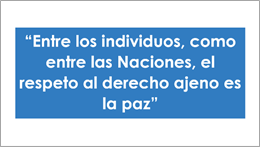 “Entre los individuos, como
entre las Naciones, el
respeto al derecho ajeno es
la paz”